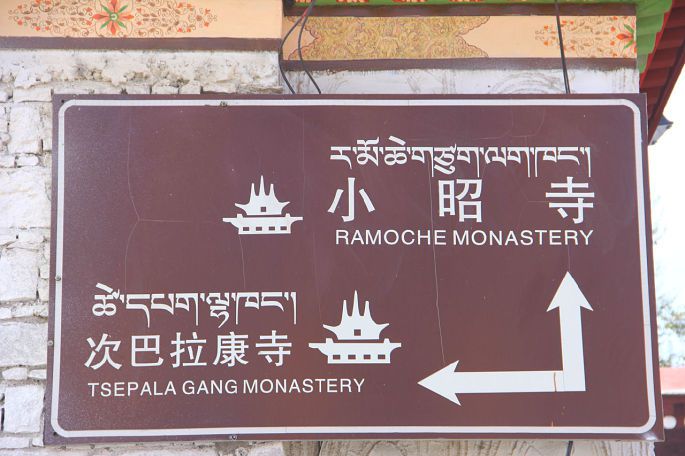 ར་མོ་ཆེ་གཙུག་ལག་ཁང་།
小昭寺
RAMOCHE MONASTERY
ཚེ་དཔག་ལྷ་ཁང་།
次巴拉康寺
TSEPALA GANG MONASTERY